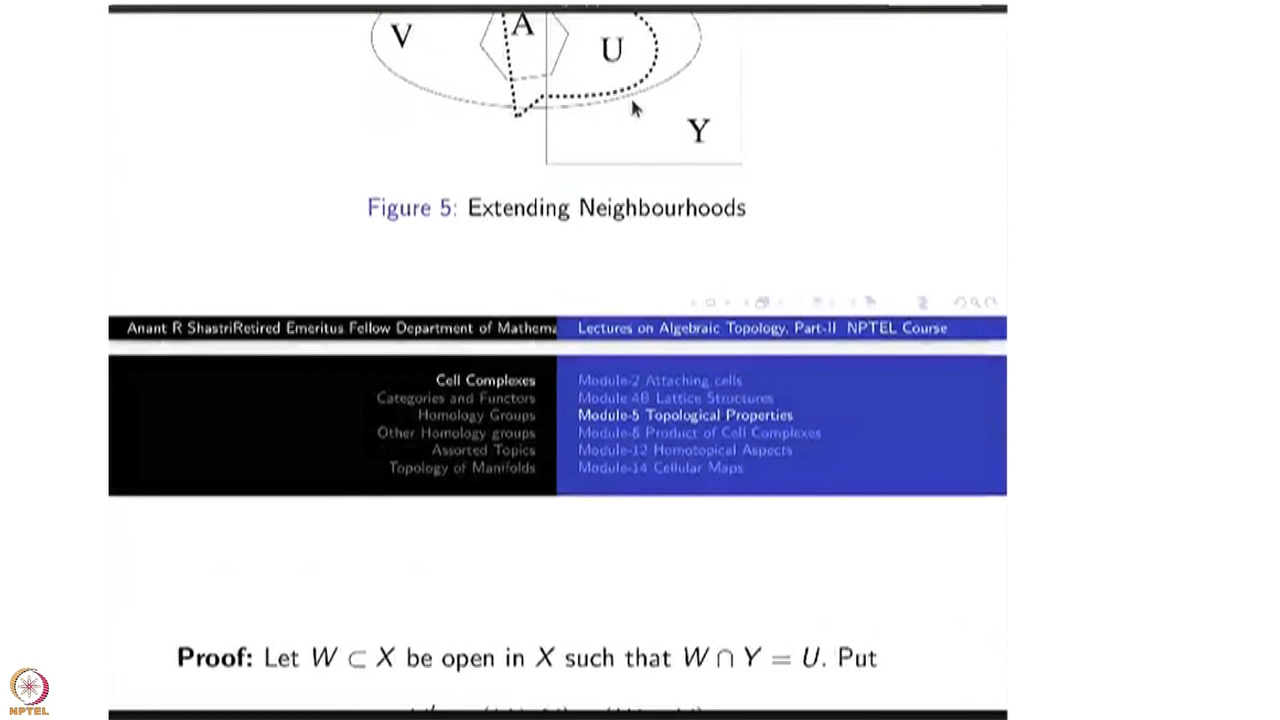 V
A
U
Y
Figure 5: Extending Neighbourhoods
Anant R ShastriRetired Emeritus Fellow Department of Mathema
Lectures on Algebraic Topology, Part-II NPTEL Course
Cell Complexes
Categories and Functors
Homology Groups
Other Homology groups
Assorted Topics
Topology of Manifolds
Module-2 Attaching cells
Module 4B Lattice Structures
Module-5 Topological Properties
Module-6 Product of Cell Complexes
Module-12 Homotopical Aspects
Module-14 Cellular Maps
Proof: Let W ⊂ X be open in X such that W ∩ Y = U. Put
NPTEL